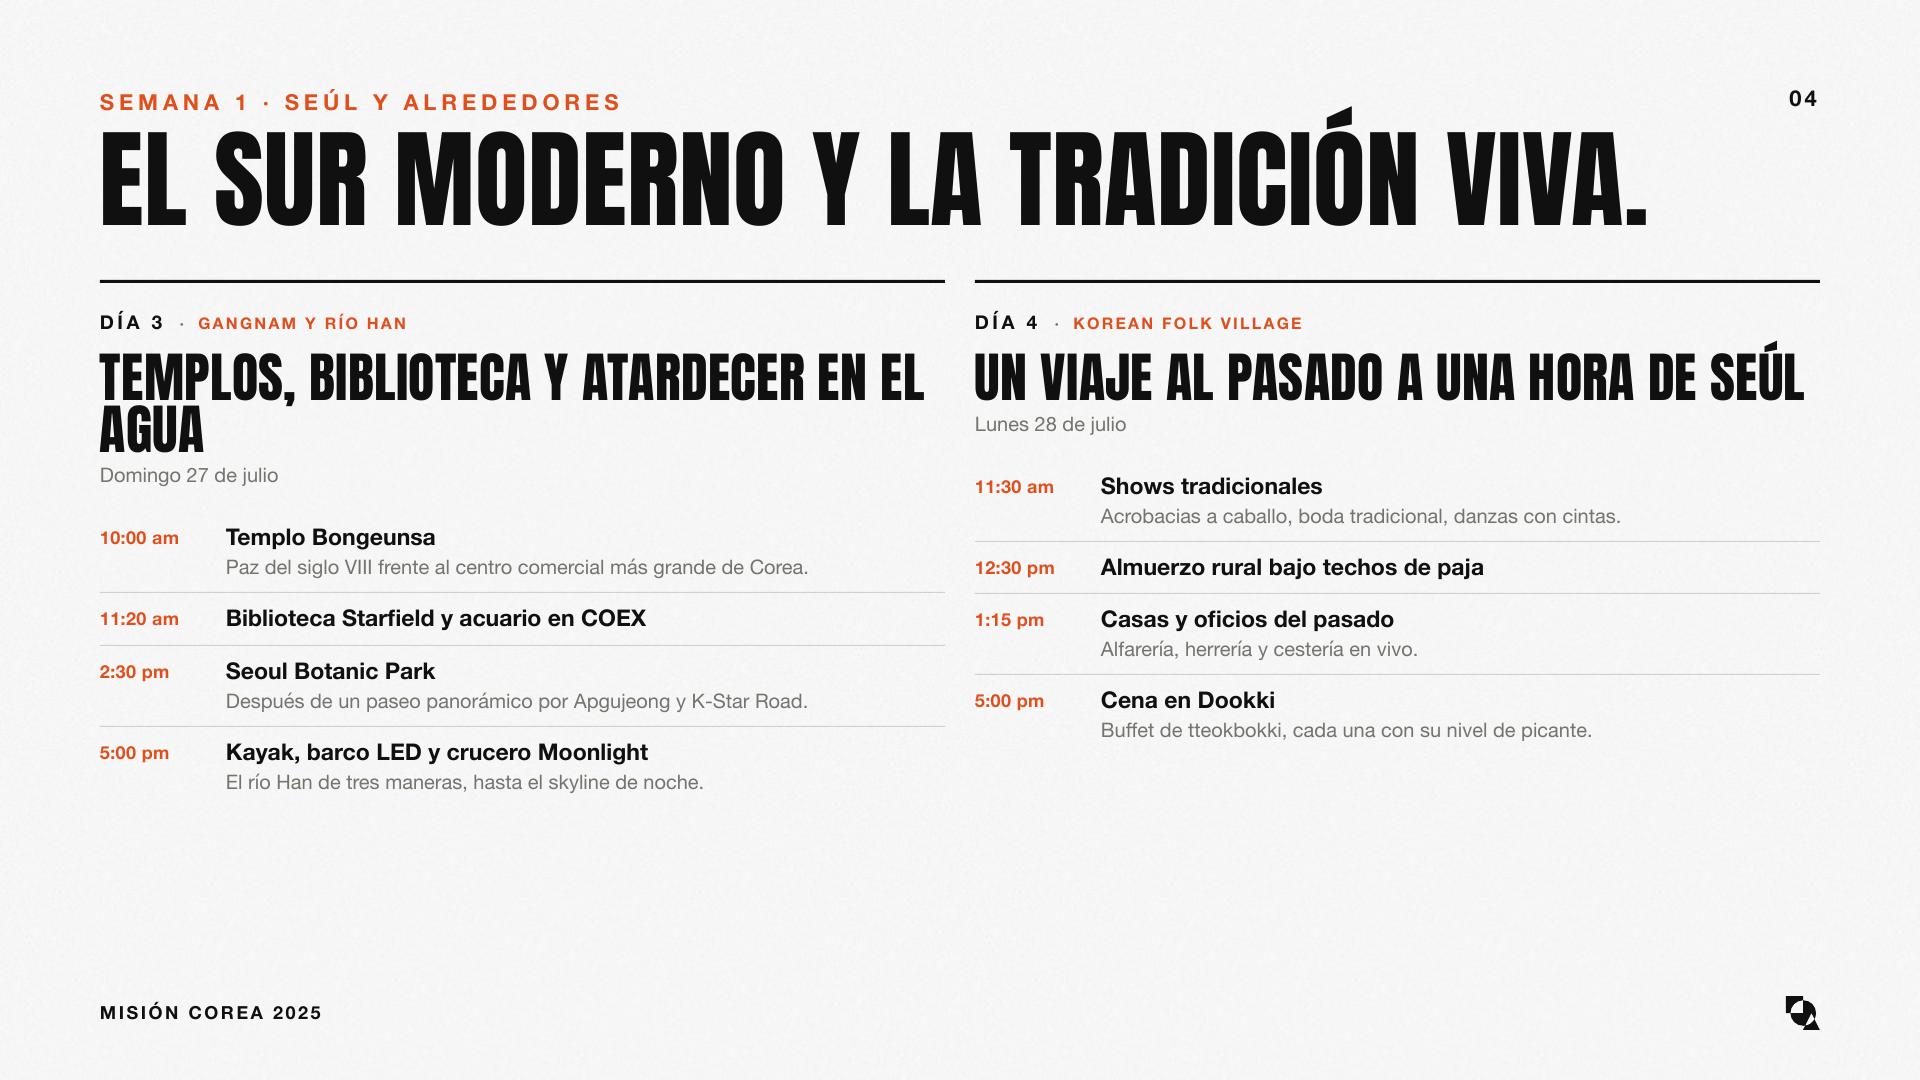 SEMANA 1 · SEÚL Y ALREDEDORES
04
EL SUR MODERNO Y LA TRADICIÓN VIVA.
DÍA 3 · GANGNAM Y RÍO HAN
TEMPLOS, BIBLIOTECA Y ATARDECER EN EL
AGUA
Domingo 27 de julio
10:00 am Templo Bongeunsa
Paz del siglo VIII frente al centro comercial más grande de Corea.
11:20 am Biblioteca Starfield y acuario en COEX
2:30 pm Seoul Botanic Park
Después de un paseo panorámico por Apgujeong y K-Star Road.
5:00 pm Kayak, barco LED y crucero Moonlight
El río Han de tres maneras, hasta el skyline de noche.
DÍA 4 · KOREAN FOLK VILLAGE
UN VIAJE AL PASADO A UNA HORA DE SEÚL
Lunes 28 de julio
11:30 am Shows tradicionales
Acrobacias a caballo, boda tradicional, danzas con cintas.
12:30 pm Almuerzo rural bajo techos de paja
1:15 pm Casas y oficios del pasado
Alfarería, herrería y cestería en vivo.
5:00 pm Cena en Dookki
Buffet de tteokbokki, cada una con su nivel de picante.
MISIÓN COREA 2025